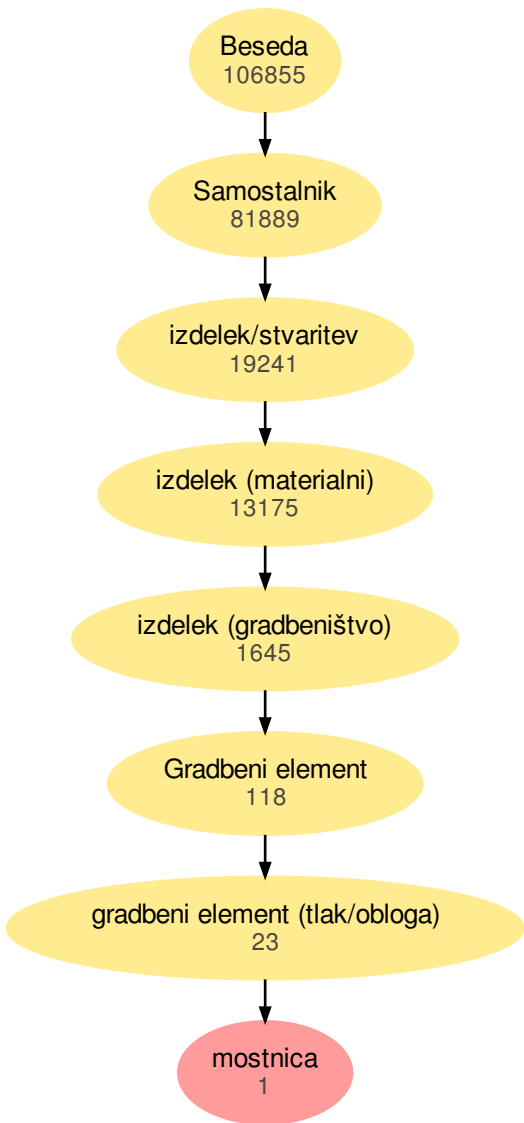 Beseda
106855
Samostalnik
81889
izdelek/stvaritev
19241
izdelek (materialni)
13175
izdelek (gradbeništvo)
1645
Gradbeni element
118
gradbeni element (tlak/obloga)
23
mostnica
1